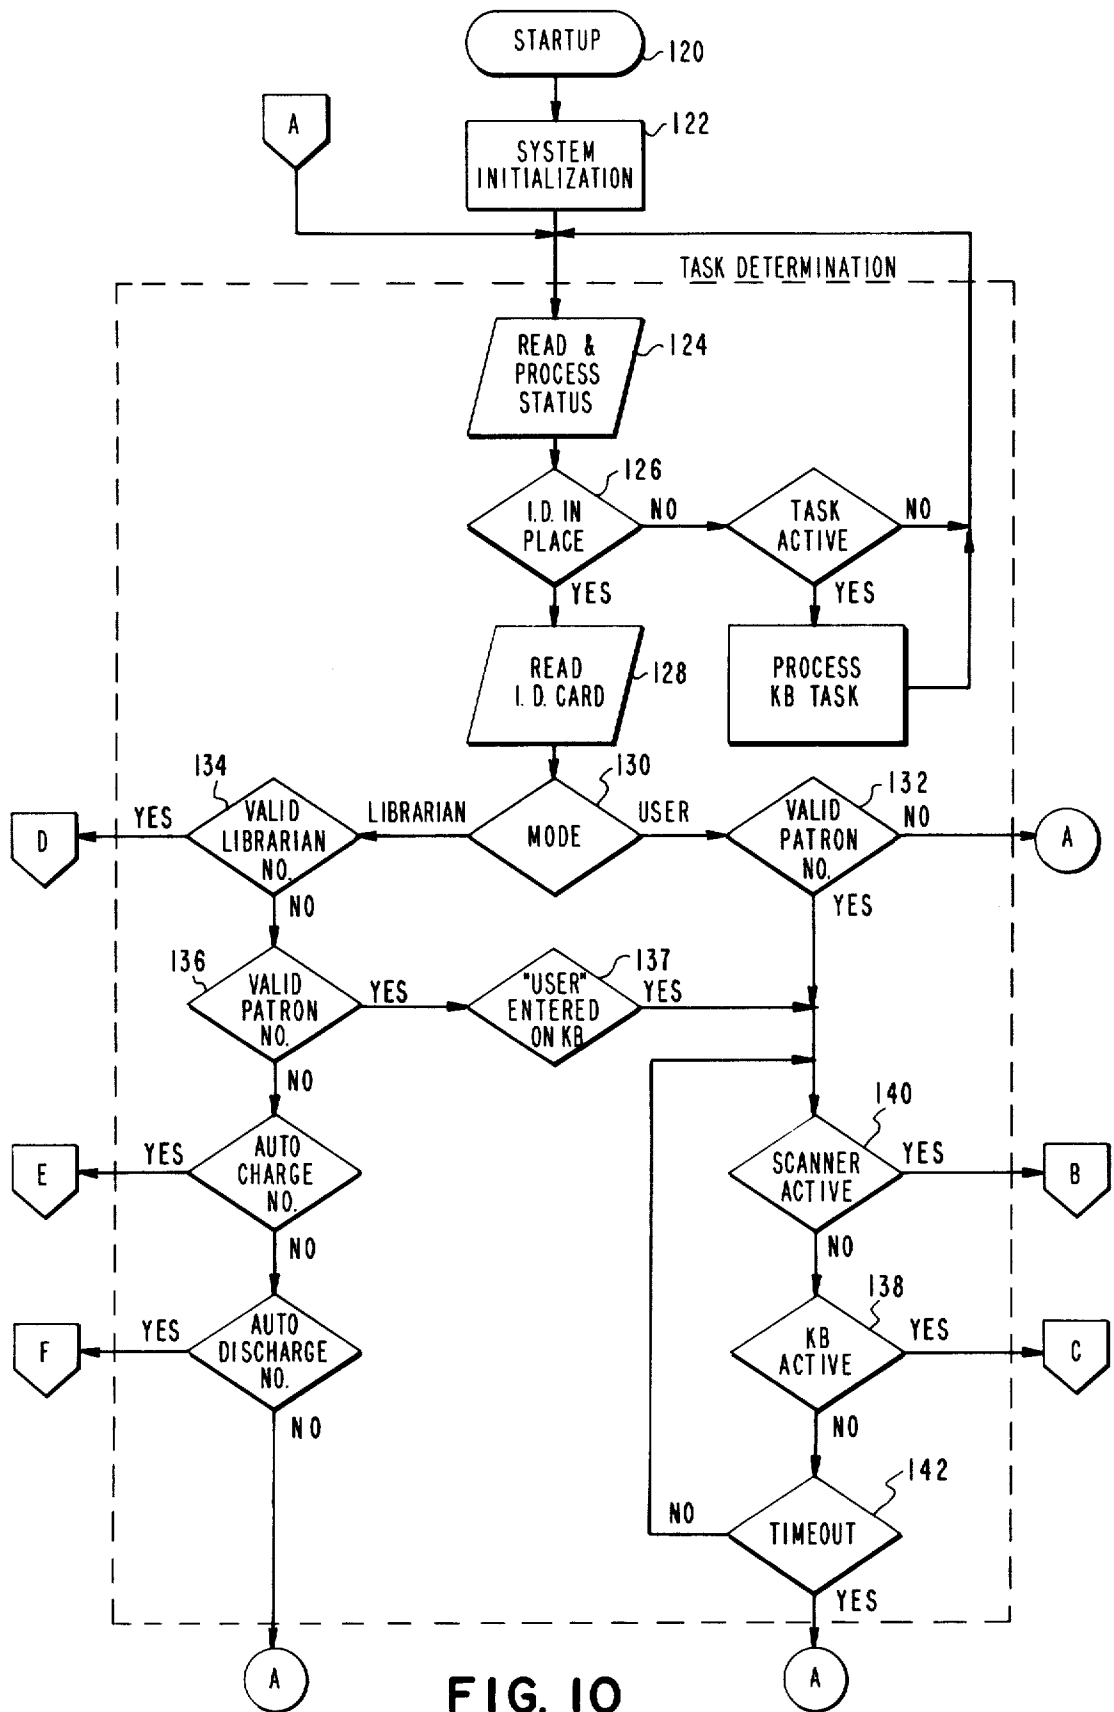 STARTUP
120
A
122
SYSTEM
INITIALIZATION
TASK DETERMINATION
READ &
PROCESS
STATUS
124
126
I.D. IN
PLACE
NO
TASK
ACTIVE
NO
YES
YES
READ
I.D. CARD
128
PROCESS
KB TASK
134
130
132
D
YES
VALID
LIBRARIAN
NO.
LIBRARIAN
MODE
USER
VALID
PATRON
NO.
NO
A
NO
YES
136
VALID
PATRON
NO.
YES
137
"USER"
ENTERED
ON KB
YES
NO
140
E
YES
AUTO
CHARGE
NO.
SCANNER
ACTIVE
YES
B
NO
NO
138
F
YES
AUTO
DISCHARGE
NO.
KB
ACTIVE
YES
C
NO
NO
142
NO
TIMEOUT
YES
A
A
FIG. 10